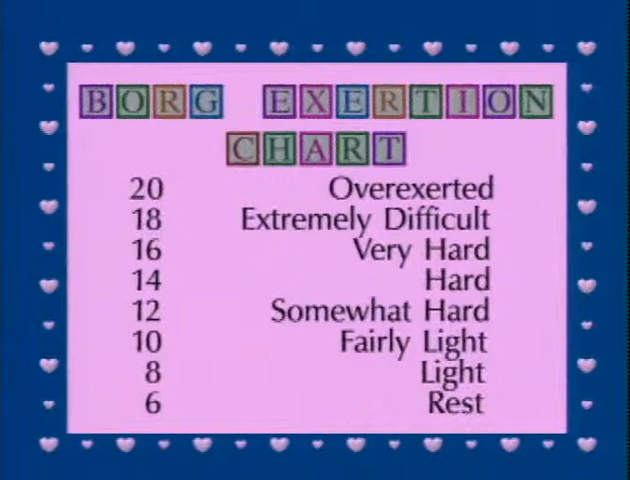 BORG EXERTION
CHART
20 Overexerted
18 Extremely Difficult
16 Very Hard
14 Hard
12 Somewhat Hard
10 Fairly Light
8 Light
6 Rest